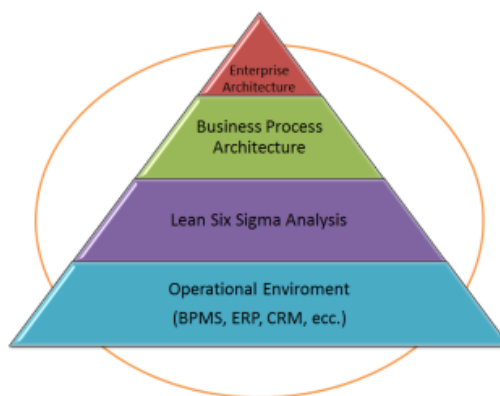 Enterprise
Architecture
Business Process
Architecture
Lean Six Sigma Analysis
Operational Enviroment
(BPMS, ERP, CRM, ecc.)